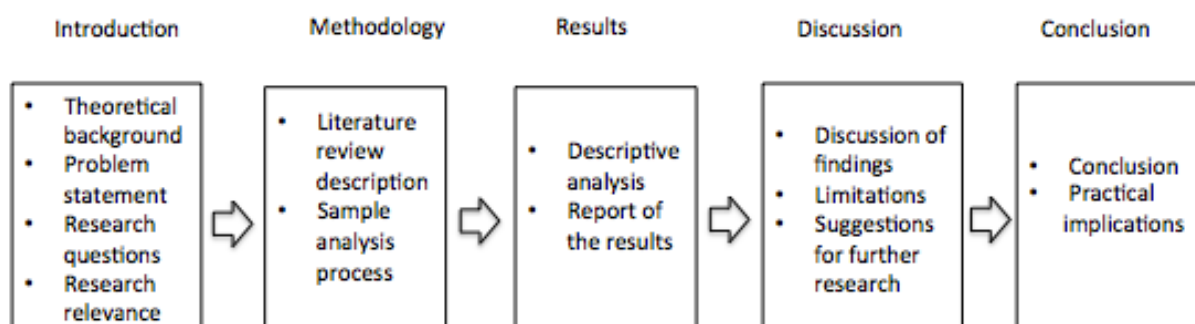 Introduction
Methodology
Results
Discussion
Conclusion
• Theoretical
background
• Problem
statement
• Research
questions
• Research
relevance
• Literature
review
description
• Sample
analysis
process
• Descriptive
analysis
• Report of
the results
• Discussion of
findings
• Limitations
• Suggestions
for further
research
• Conclusion
• Practical
implications